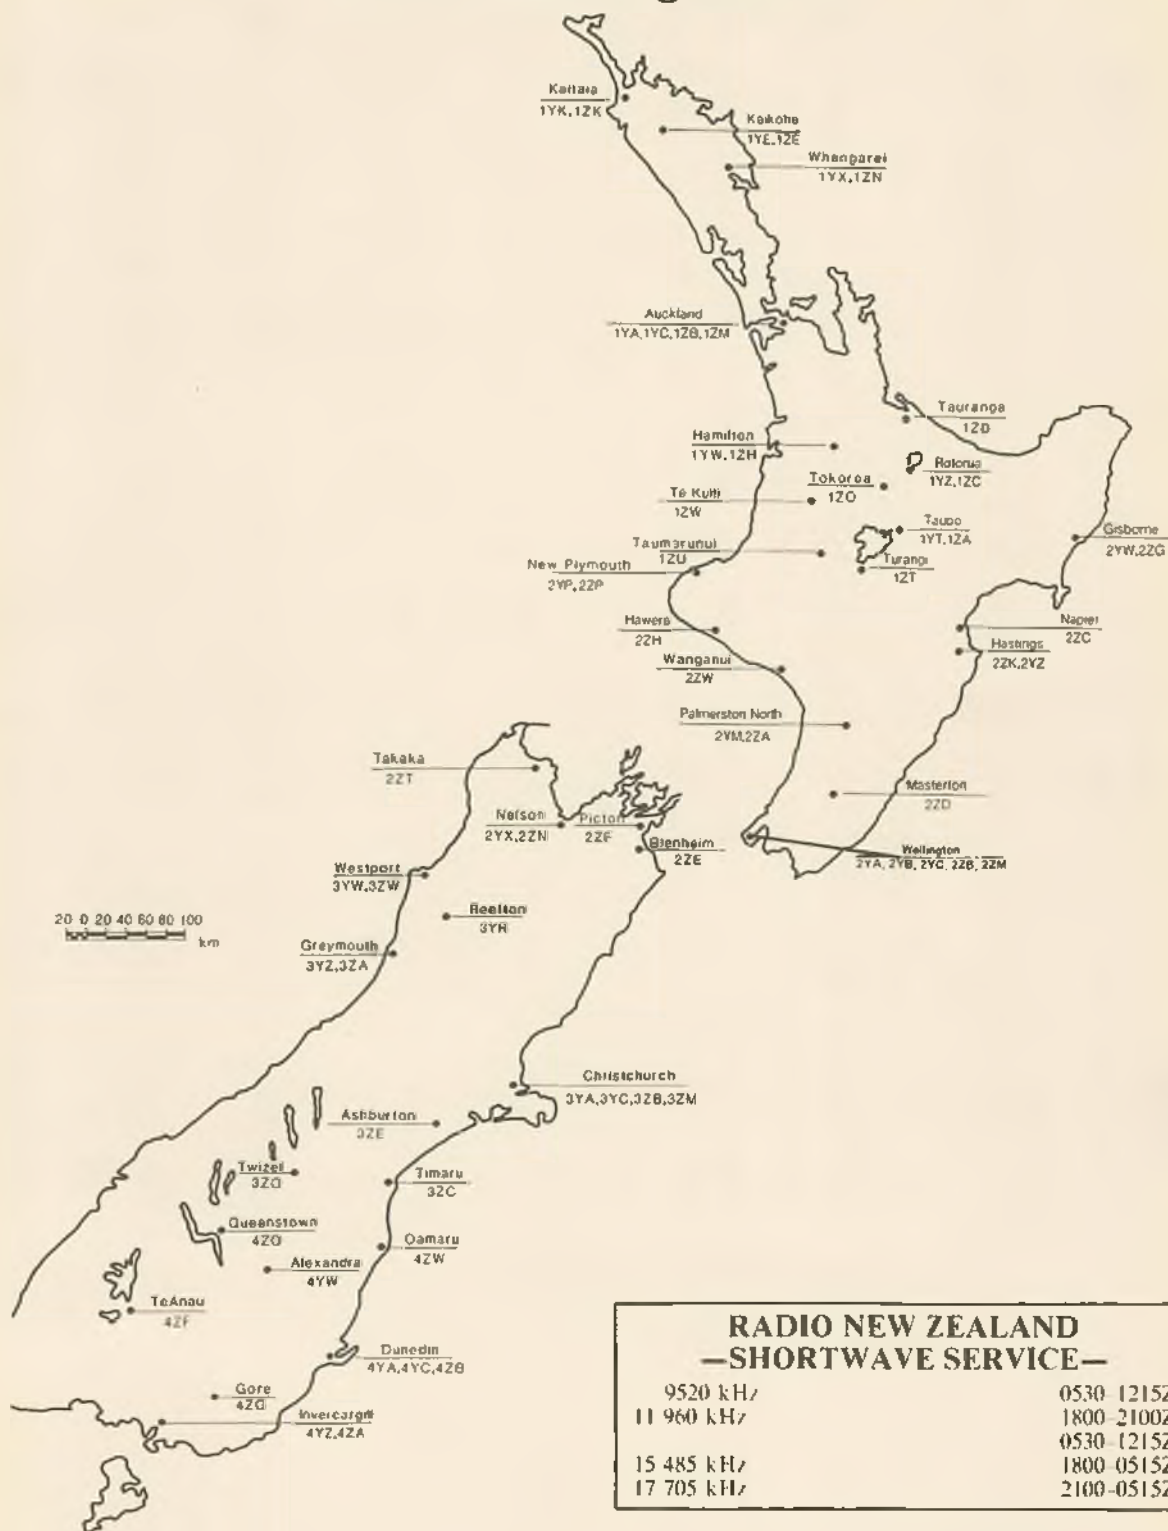 Kaitaia
1YK, 1ZK
Kaikohe
1YE, 1ZE
Whangarei
1YX, 1ZN
Auckland
1YA, 1YC, 1ZB, 1ZM
Tauranga
1ZD
Hamilton
1YW, 1ZH
Rotorua
1YZ, 1ZC
Tokoroa
1ZO
Te Kuiti
1ZW
Taupo
1YT, 1ZA
Gisborne
2YW, 2ZG
Taumarunui
1ZU
Turangi
1ZT
New Plymouth
2YP, 2ZP
Hawera
2ZH
Napier
2ZC
Hastings
2ZK, 2YZ
Wanganui
2ZW
Palmerston North
2YM, 2ZA
Takaka
2ZT
Masterton
2ZD
Nelson
2YX, 2ZN
Picton
2ZF
Blenheim
2ZE
Wellington
2YA, 2YB, 2YC, 2ZB, 2ZM
Westport
3YW, 3ZW
Reefton
3YR
20 0 20 40 60 80 100
km
Greymouth
3YZ, 3ZA
Christchurch
3YA, 3YC, 3ZB, 3ZM
Ashburton
3ZE
Twizel
Timaru
3ZC
Queenstown
Oamaru
4ZW
Alexandra
4YW
Te Anau
4ZF
Dunedin
4YA, 4YC, 4ZB
Gore
4ZG
Invercargill
4YZ, 4ZA
RADIO NEW ZEALAND
—SHORTWAVE SERVICE—
9520 kHz 0530-1215Z
11 960 kHz 1800-2100Z
0530-1215Z
15 485 kHz 1800-0515Z
17 705 kHz 2100-0515Z